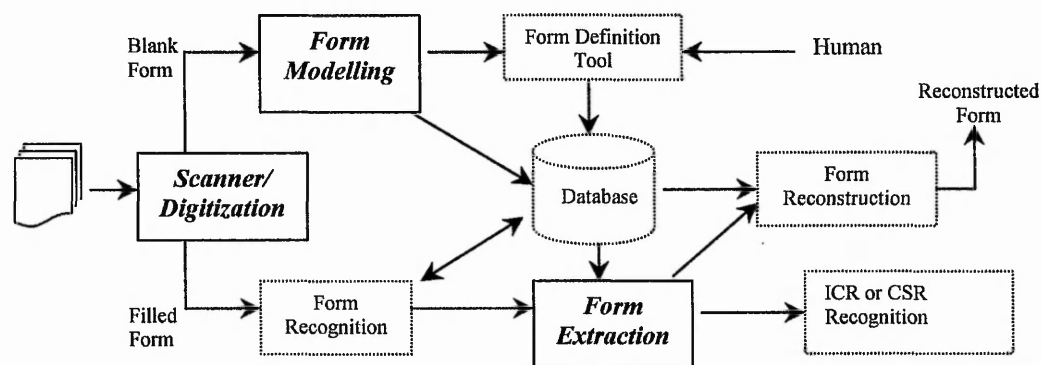 Blank
Form
Form
Modelling
Form Definition
Tool
Human
Reconstructed
Form
Scanner/
Digitization
Database
Form
Reconstruction
Filled
Form
Form
Recognition
Form
Extraction
ICR or CSR
Recognition